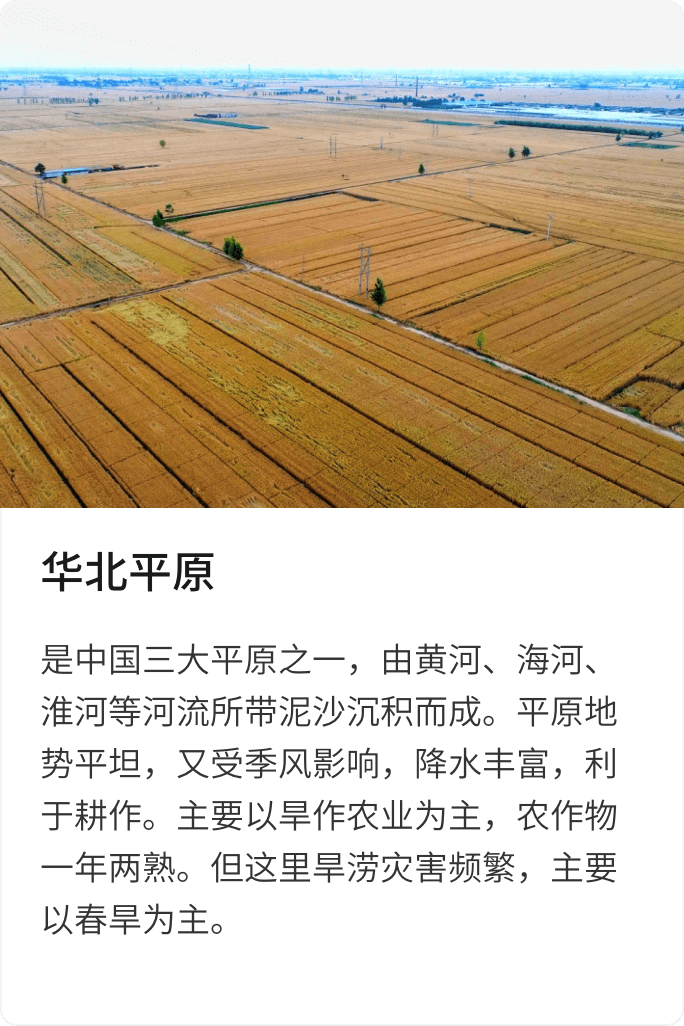 华北平原
是中国三大平原之一，由黄河、海河、
淮河等河流所带泥沙沉积而成。平原地
势平坦，又受季风影响，降水丰富，利
于耕作。主要以旱作农业为主，农作物
一年两熟。但这里旱涝灾害频繁，主要
以春旱为主。